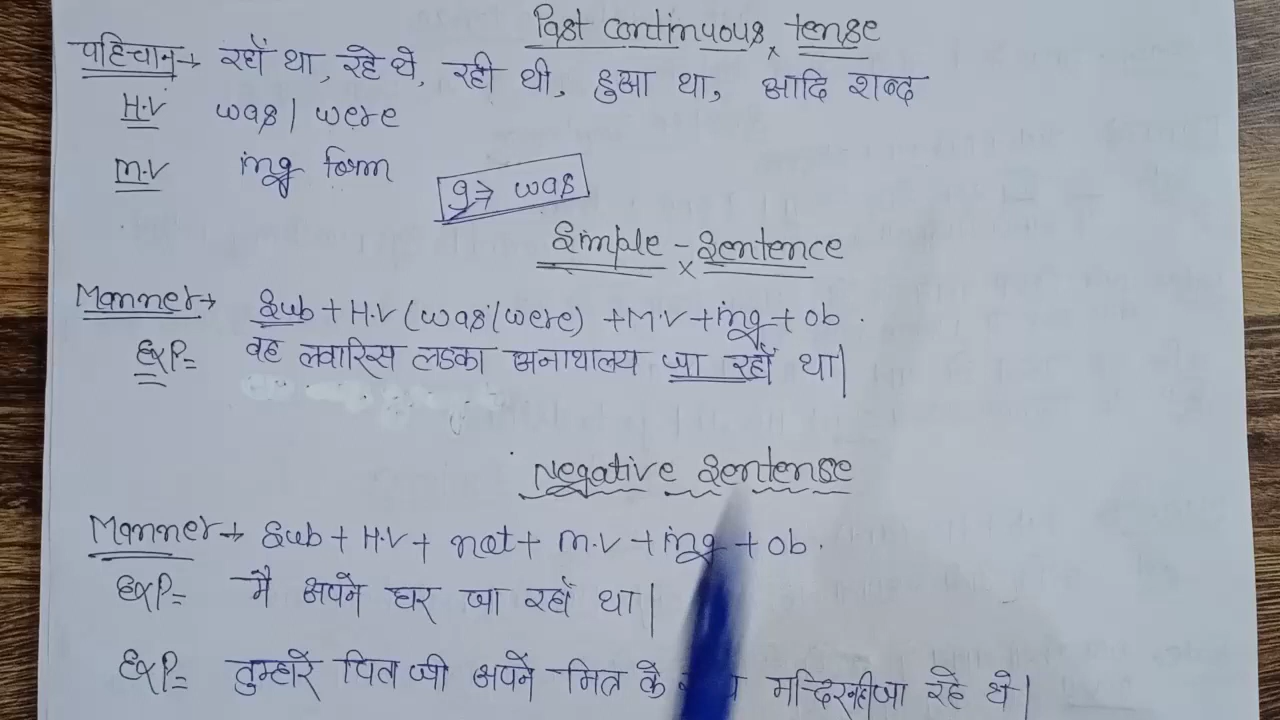 Past continuous tense
पहिचान → रहाँ था, रहे थे, रही थी, हुआ था, आदि शब्द
H.V was / were
M.V ing form
I → was
Simple - Sentence
Manner → Sub + H.V (was/were) + M.V + ing + ob.
Exp = वह लवारिस लडका अनाथालय जा रहाँ था|
Negative Sentense
Manner → Sub + H.V + not + M.V + ing + ob.
Exp = मै अपने घर जा रहाँ था|
Exp = तुम्हारे पित जी अपने मित्र के मन्दिर नही जा रहे थे|